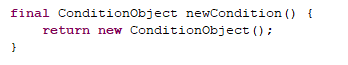 final ConditionObject newCondition() {
    return new ConditionObject();
}